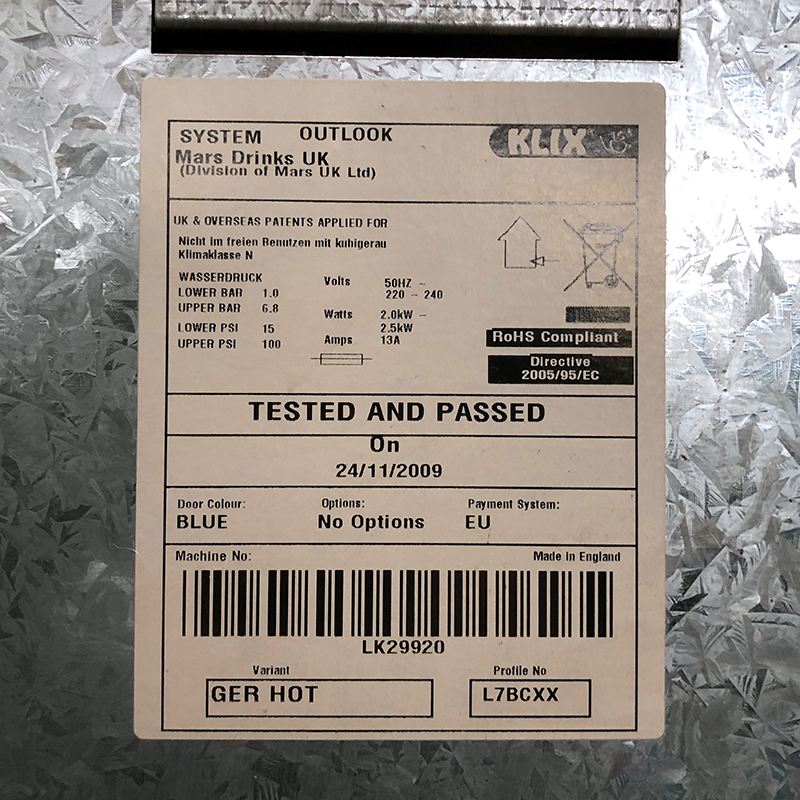 SYSTEM OUTLOOK
KLIX
Mars Drinks UK
(Division of Mars UK Ltd)
UK & OVERSEAS PATENTS APPLIED FOR
Nicht im freien Benutzen mit kuhigerau
Klimaklasse N
WASSERDRUCK
LOWER BAR 1.0
UPPER BAR 6.8
LOWER PSI 15
UPPER PSI 100
Volts 50HZ ~
220 - 240
Watts 2.0kW ~
2.5kW
Amps 13A
RoHS Compliant
Directive
2005/95/EC
TESTED AND PASSED
On
24/11/2009
Door Colour: Options: Payment System:
BLUE No Options EU
Machine No: Made in England
LK29920
Variant Profile No
GER HOT L7BCXX